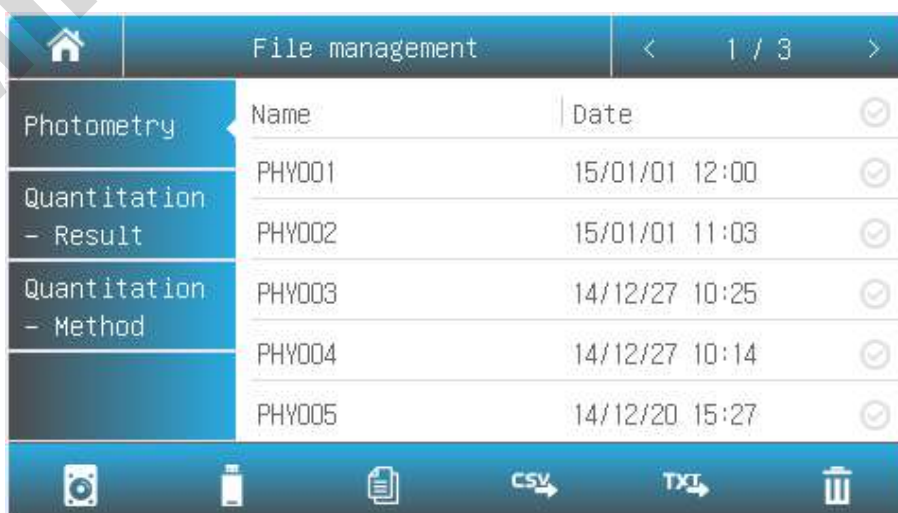 File management
< 1 / 3 >
Photometry
Quantitation
- Result
Quantitation
- Method
Name Date
PHY001 15/01/01 12:00
PHY002 15/01/01 11:03
PHY003 14/12/27 10:25
PHY004 14/12/27 10:14
PHY005 14/12/20 15:27
CSV
TXT